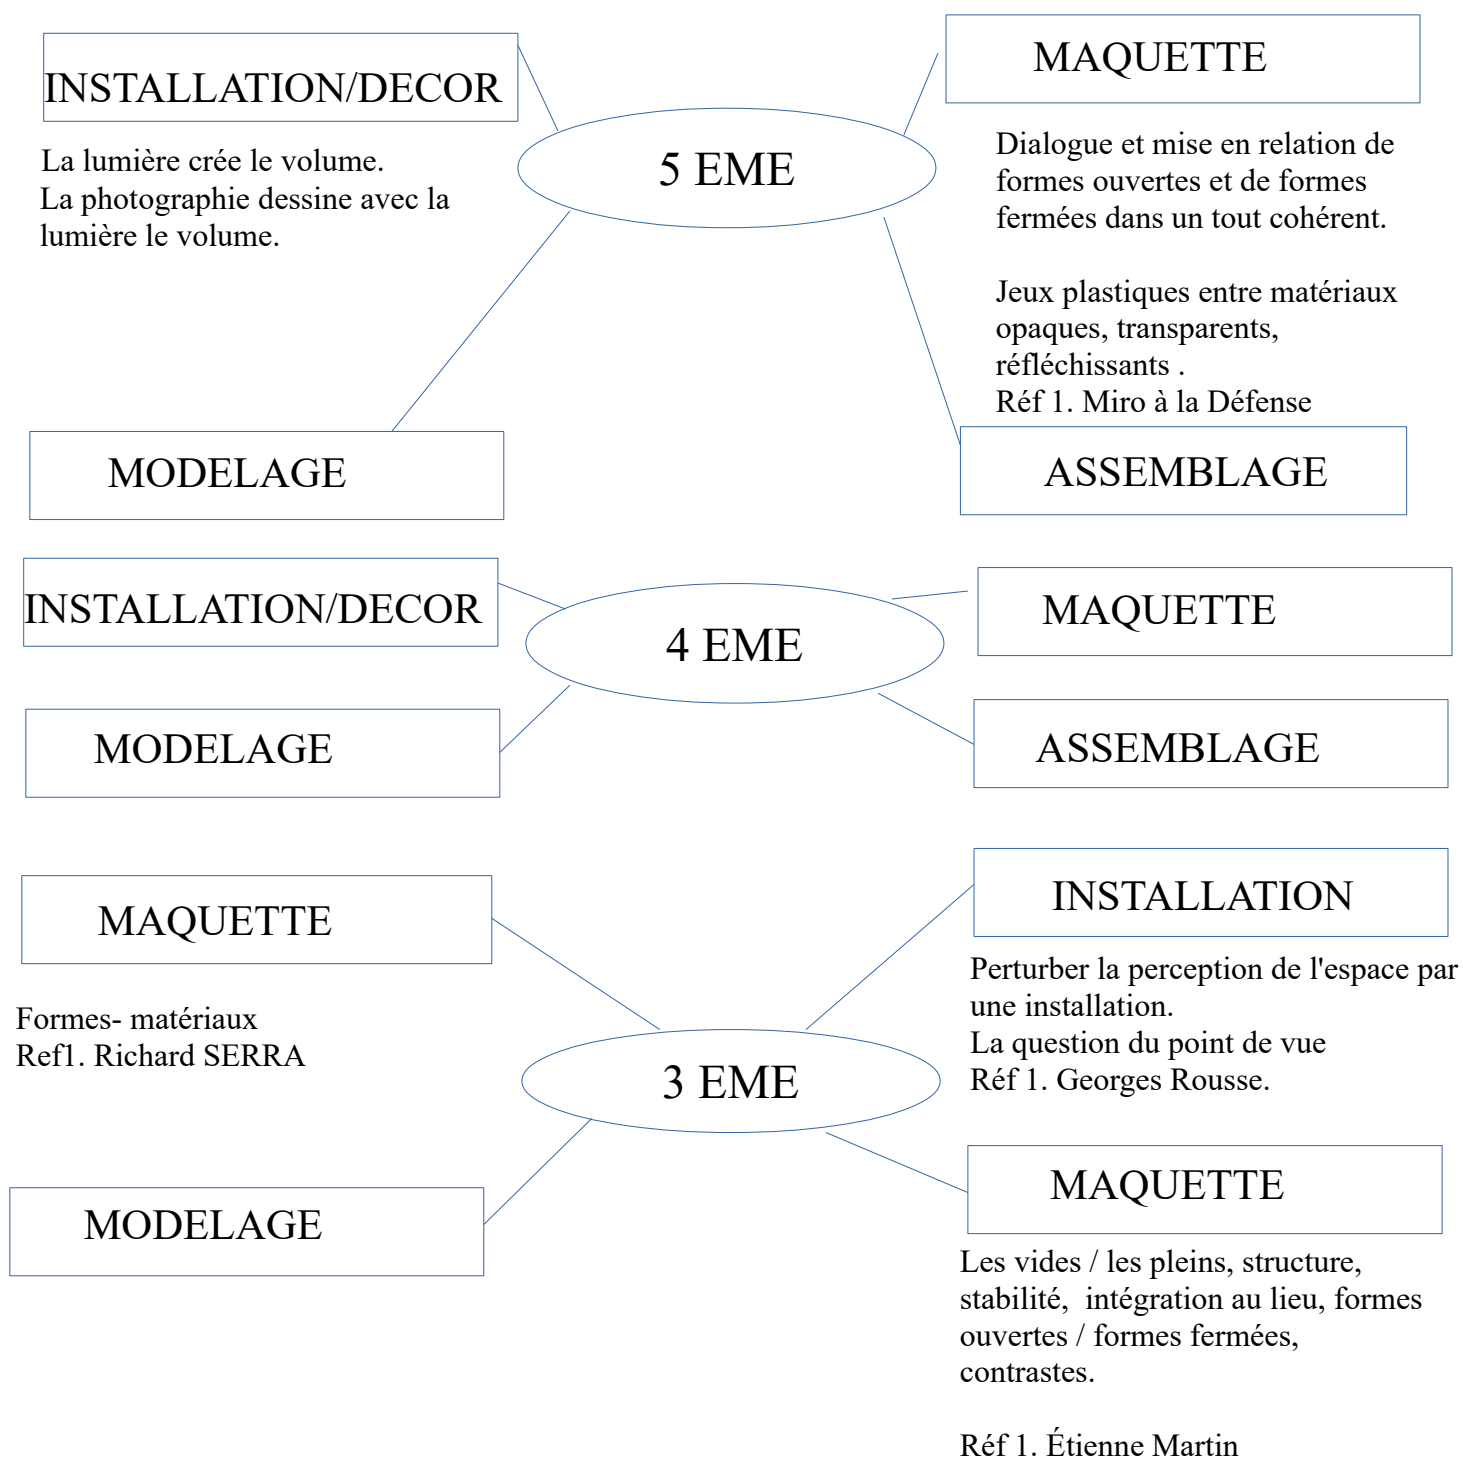 INSTALLATION/DECOR
La lumière crée le volume.
La photographie dessine avec la
lumière le volume.
5 EME
MAQUETTE
Dialogue et mise en relation de
formes ouvertes et de formes
fermées dans un tout cohérent.
Jeux plastiques entre matériaux
opaques, transparents,
réfléchissants .
Réf 1. Miro à la Défense
MODELAGE
ASSEMBLAGE
INSTALLATION/DECOR
4 EME
MAQUETTE
MODELAGE
ASSEMBLAGE
MAQUETTE
Formes- matériaux
Ref1. Richard SERRA
3 EME
INSTALLATION
Perturber la perception de l'espace par
une installation.
La question du point de vue
Réf 1. Georges Rousse.
MODELAGE
MAQUETTE
Les vides / les pleins, structure,
stabilité,  intégration au lieu, formes
ouvertes / formes fermées,
contrastes.
Réf 1. Étienne Martin